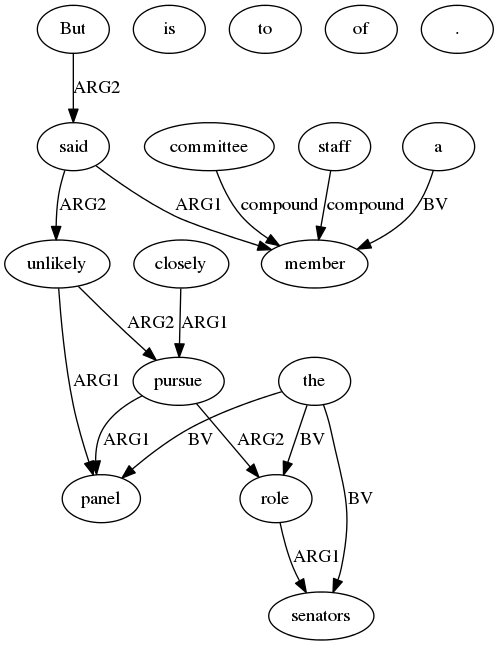 But is to of .
ARG2
said committee staff a
ARG2 ARG1 compound compound BV
unlikely closely member
ARG1 ARG2 ARG1
pursue the
ARG1 BV ARG2 BV BV
panel role
ARG1
senators